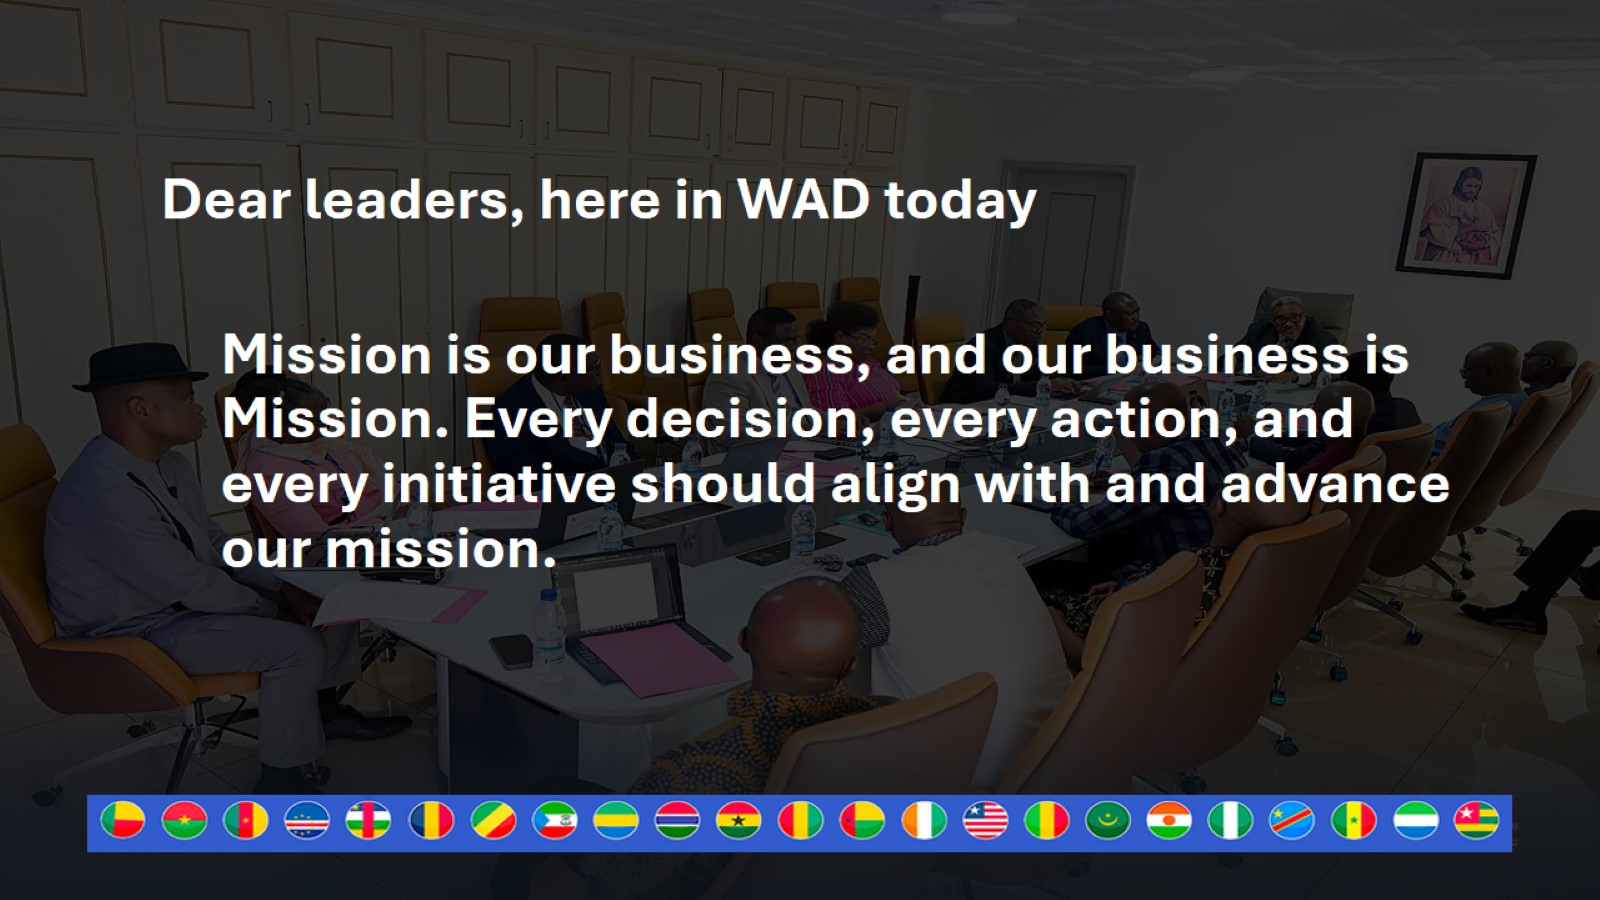 Dear leaders, here in WAD today
Mission is our business, and our business is
Mission. Every decision, every action, and
every initiative should align with and advance
our mission.